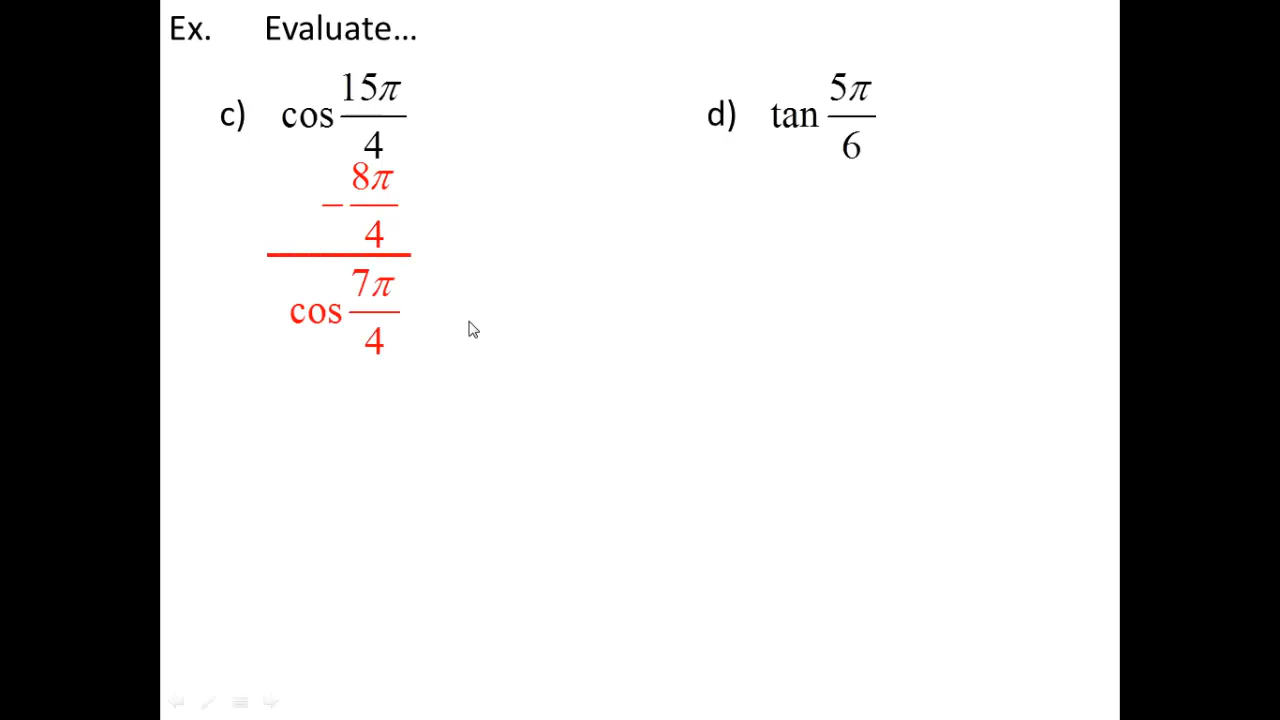 Ex. Evaluate...
c) cos 15π/4
− 8π/4
cos 7π/4
d) tan 5π/6